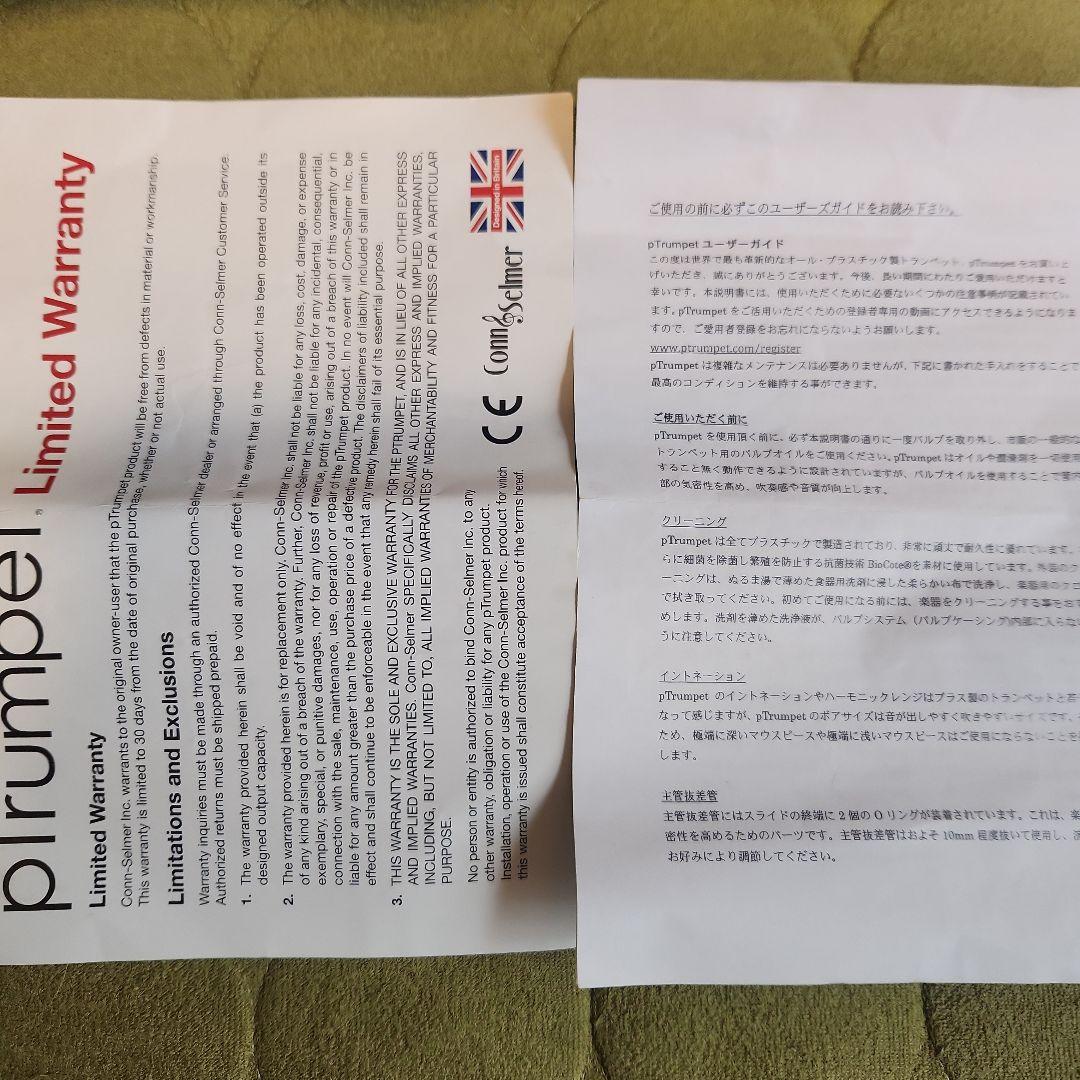 pTrumpet® Limited Warranty
Limited Warranty
Conn-Selmer Inc. warrants to the original owner-user that the pTrumpet product will be free from defects in material or workmanship.
This warranty is limited to 30 days from the date of original purchase, whether or not actual use.
Limitations and Exclusions
Warranty inquiries must be made through an authorized Conn-Selmer dealer or arranged through Conn-Selmer Customer Service.
Authorized returns must be shipped prepaid.
1. The warranty provided herein shall be void and of no effect in the event that (a) the product has been operated outside its
designed output capacity.
2. The warranty provided herein is for replacement only. Conn-Selmer Inc, shall not be liable for any loss, cost, damage, or expense
of any kind arising out of a breach of the warranty. Further, Conn-Selmer Inc, shall not be liable for any incidental, consequential,
exemplary, special, or punitive damages, nor for any loss of revenue, profit or use, arising out of a breach of this warranty or in
connection with the sale, maintenance, use, operation or repair of the pTrumpet product. In no event will Conn-Selmer Inc. be
liable for any amount greater than the purchase price of a defective product. The disclaimers of liability included shall remain in
effect and shall continue to be enforceable in the event that any remedy herein shall fail of its essential purpose.
3. THIS WARRANTY IS THE SOLE AND EXCLUSIVE WARRANTY FOR THE PTRUMPET, AND IS IN LIEU OF ALL OTHER EXPRESS
AND IMPLIED WARRANTIES. Conn-Selmer SPECIFICALLY DISCLAIMS ALL OTHER EXPRESS AND IMPLIED WARRANTIES,
INCLUDING, BUT NOT LIMITED TO, ALL IMPLIED WARRANTIES OF MERCHANTABILITY AND FITNESS FOR A PARTICULAR
PURPOSE.
No person or entity is authorized to bind Conn-Selmer Inc. to any
other warranty, obligation or liability for any pTrumpet product.
Installation, operation or use of the Conn-Selmer Inc. product for which
this warranty is issued shall constitute acceptance of the terms hereof.
CE
Conn Selmer
Designed in Britain
ご使用の前に必ずこのユーザーズガイドをお読み下さい。
pTrumpet ユーザーガイド
この度は世界で最も革新的なオール・プラスチック製トランペット、pTrumpet をお買い上
げいただき、誠にありがとうございます。今後、長い期間にわたりご使用いただけますと
幸いです。本説明書には、使用いただくために必要ないくつかの注意事項が記載されてい
ます。pTrumpet をご活用いただくための登録者専用の動画にアクセスできるようになりま
すので、ご愛用者登録をお忘れにならないようお願いします。
www.ptrumpet.com/register
pTrumpet は複雑なメンテナンスは必要ありませんが、下記に書かれた手入れをすることで
最高のコンディションを維持する事ができます。
ご使用いただく前に
pTrumpet を使用頂く前に、必ず本説明書の通りに一度バルブを取り外し、市販の一般的な
トランペット用のバルブオイルをご使用ください。pTrumpet はオイルや潤滑剤を一切使用
すること無く動作できるように設計されていますが、バルブオイルを使用することで管内
部の気密性を高め、吹奏感や音質が向上します。
クリーニング
pTrumpet は全てプラスチックで製造されており、非常に頑丈で耐久性に優れています。
らに細菌を除菌し繁殖を防止する抗菌技術 BioCote®を素材に使用しています。外装のク
ーニングは、ぬるま湯で薄めた食器用洗剤に浸した柔らかい布で洗浄し、楽器用のク
で拭き取ってください。初めてご使用になる前には、楽器をクリーニングする事をお
めします。洗剤を薄めた洗浄液が、バルブシステム（バルブケーシング)内部に入らな
うに注意してください。
イントネーション
pTrumpet のイントネーションやハーモニックレンジはブラス製のトランペットと若
なって感じますが、pTrumpet のボアサイズは音が出しやすく吹きやすいサイズです。
ため、極端に深いマウスピースや極端に浅いマウスピースはご使用にならないことを
します。
主管抜差管
主管抜差管にはスライドの終端に 2 個の O リングが装着されています。これは、楽
密性を高めるためのパーツです。主管抜差管はおよそ 10mm 程度抜いて使用し、
お好みにより調節してください。